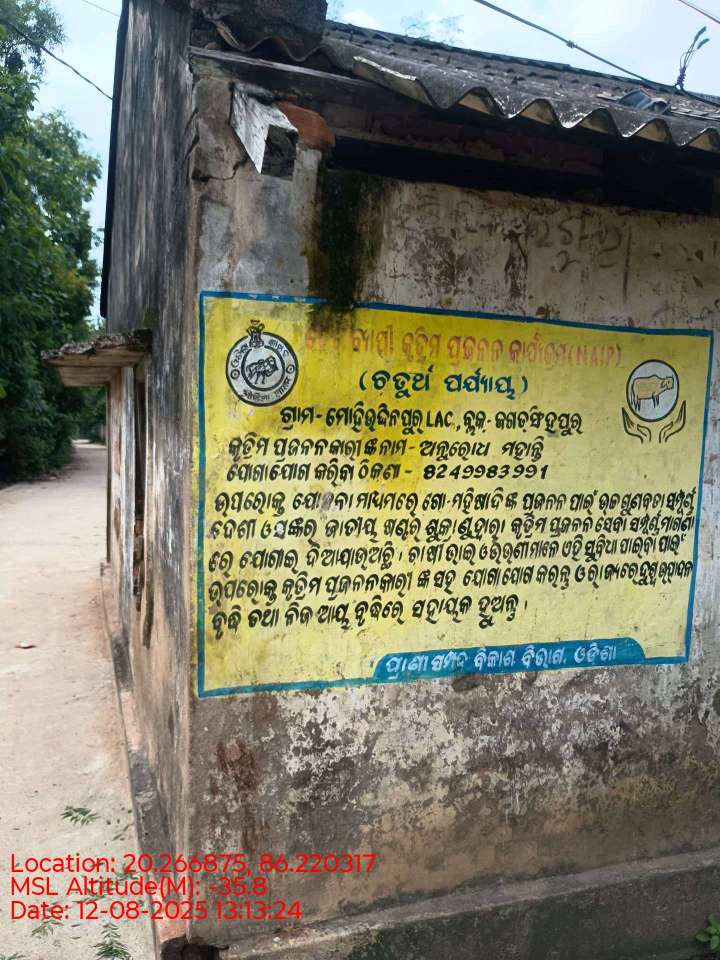 ବ୍ୟାପୀ କୃତ୍ରିମ ପ୍ରଜନନ କାର୍ଯ୍ୟକ୍ରମ (NAIP)
(ଚତୁର୍ଥ ପର୍ଯ୍ୟାୟ)
ଗ୍ରାମ - ମୋହିଉଦ୍ଦିନପୁର LAC., ବ୍ଲକ - ଜଗତସିଂହପୁର
କୃତ୍ରିମ ପ୍ରଜନନକାରୀଙ୍କ ନାମ - ଅନୁରୋଧ ମହାନ୍ତି
ଯୋଗାଯୋଗ କରିବା ଠିକଣା - 8249983991
ଉପରୋକ୍ତ ଯୋଜନା ମାଧ୍ୟମରେ ଗୋ-ମହିଷାଦିଙ୍କ ପ୍ରଜନନ ପାଇଁ ଉଚ୍ଚ ଗୁଣବତ୍ତା ସମ୍ପୂର୍ଣ୍ଣ
ଦେଶୀ ଓ ସଙ୍କର ଜାତୀୟ ଷଣ୍ଢର ଶୁକ୍ରାଣୁ ଦ୍ୱାରା କୃତ୍ରିମ ପ୍ରଜନନ ସେବା ସମ୍ପୂର୍ଣ୍ଣ ମାଗଣା
ରେ ଯୋଗାଇ ଦିଆଯାଉଅଛି । ଚାଷୀ ଭାଇ ଓ ଭଉଣୀମାନେ ଏହି ସୁବିଧା ପାଇବା ପାଇଁ
ଉପରୋକ୍ତ କୃତ୍ରିମ ପ୍ରଜନନକାରୀ ଙ୍କ ସହ ଯୋଗାଯୋଗ କରନ୍ତୁ ଓ ରାଜ୍ୟରେ ଦୁଗ୍ଧ ଉତ୍ପାଦନ
ବୃଦ୍ଧି ତଥା ନିଜ ଆୟ ବୃଦ୍ଧିରେ ସହାୟକ ହୁଅନ୍ତୁ ।
ପ୍ରାଣୀ ସମ୍ପଦ ବିକାଶ ବିଭାଗ, ଓଡ଼ିଶା
Location: 20.266875, 86.220317
MSL Altitude(M): -35.8
Date: 12-08-2025 13:13:24